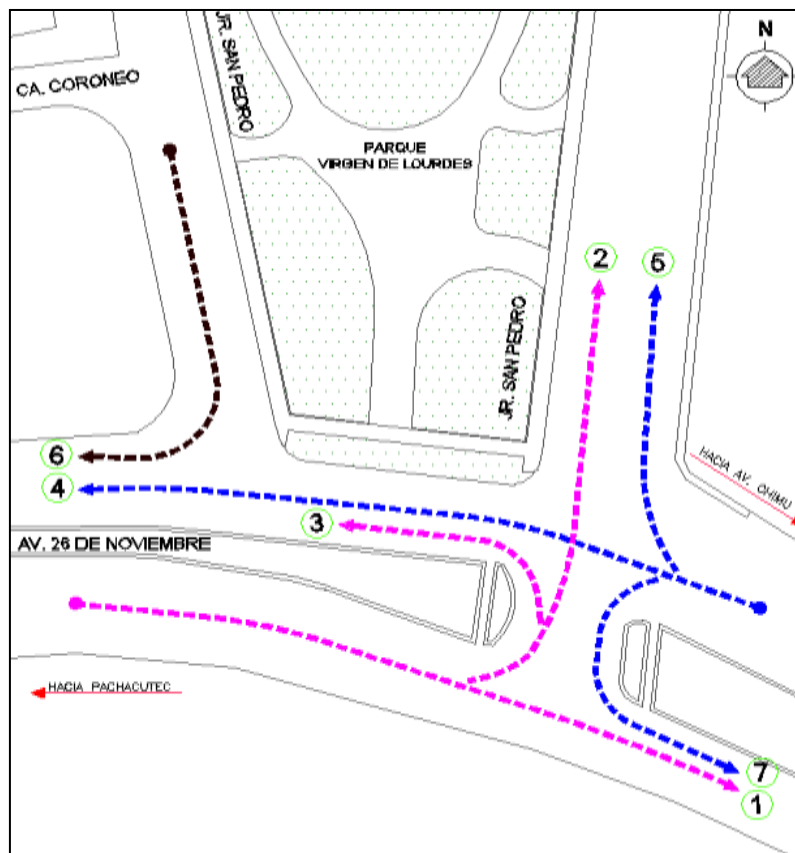 N
CA. CORONEO
JR. SAN PEDRO
PARQUE
VIRGEN DE LOURDES
2
5
JR. SAN PEDRO
6
4
3
HACIA AV. CHIMU
AV. 26 DE NOVIEMBRE
HACIA PACHACUTEC
7
1